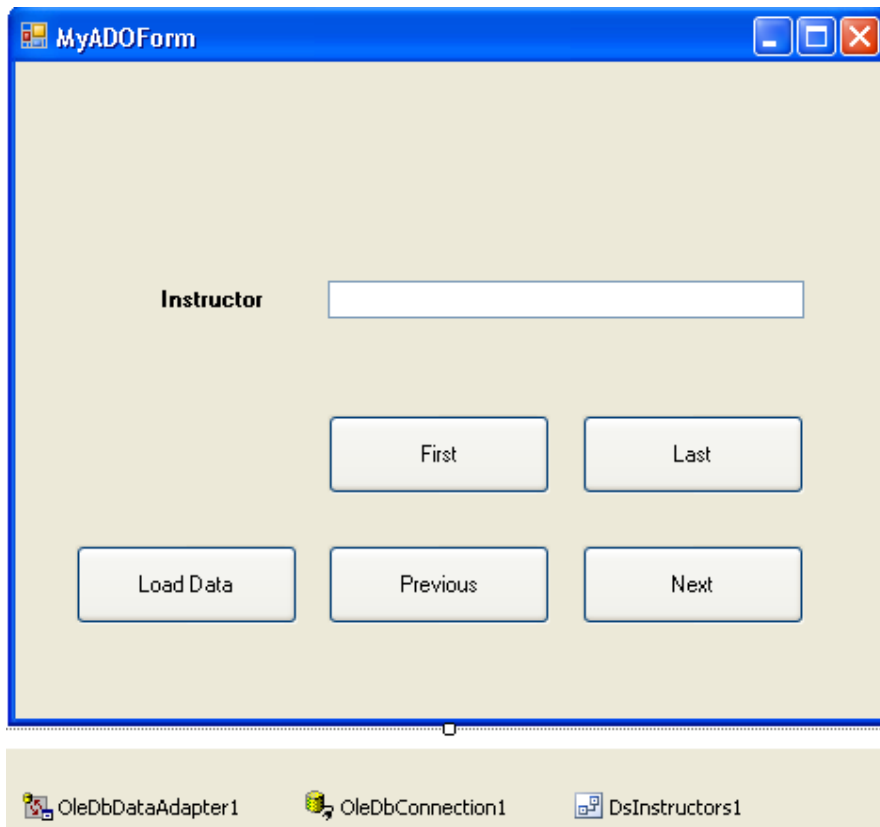 MyADOForm
Instructor
First Last
Load Data Previous Next
OleDbDataAdapter1 OleDbConnection1 DsInstructors1